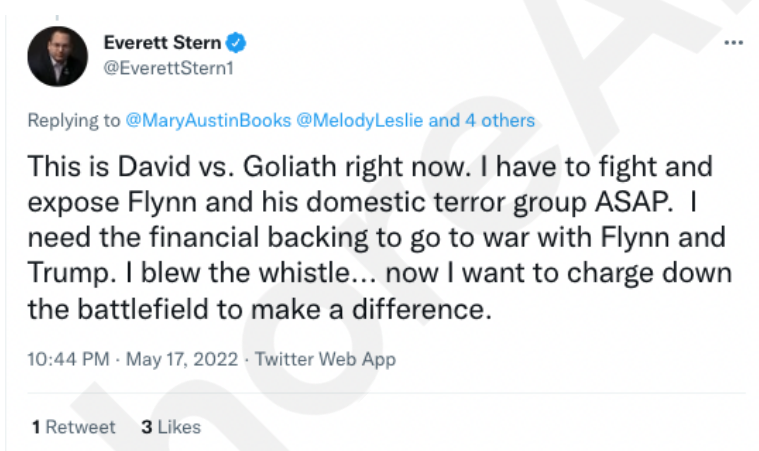 Everett Stern
@EverettStern1
Replying to @MaryAustinBooks @MelodyLeslie and 4 others
This is David vs. Goliath right now. I have to fight and
expose Flynn and his domestic terror group ASAP.  I
need the financial backing to go to war with Flynn and
Trump. I blew the whistle... now I want to charge down
the battlefield to make a difference.
10:44 PM · May 17, 2022 · Twitter Web App
1 Retweet 3 Likes